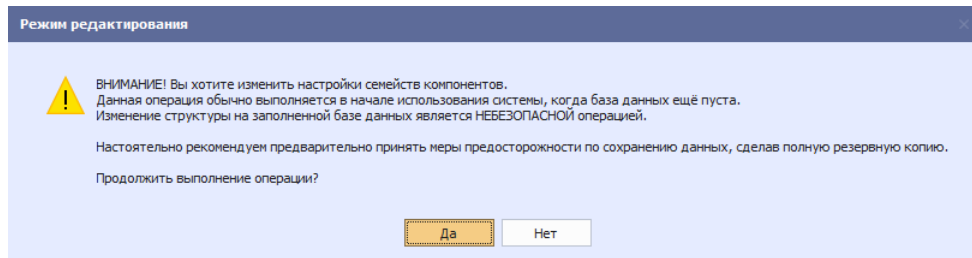 Режим редактирования
ВНИМАНИЕ! Вы хотите изменить настройки семейств компонентов.
Данная операция обычно выполняется в начале использования системы, когда база данных ещё пуста.
Изменение структуры на заполненной базе данных является НЕБЕЗОПАСНОЙ операцией.
Настоятельно рекомендуем предварительно принять меры предосторожности по сохранению данных, сделав полную резервную копию.
Продолжить выполнение операции?
Да Нет